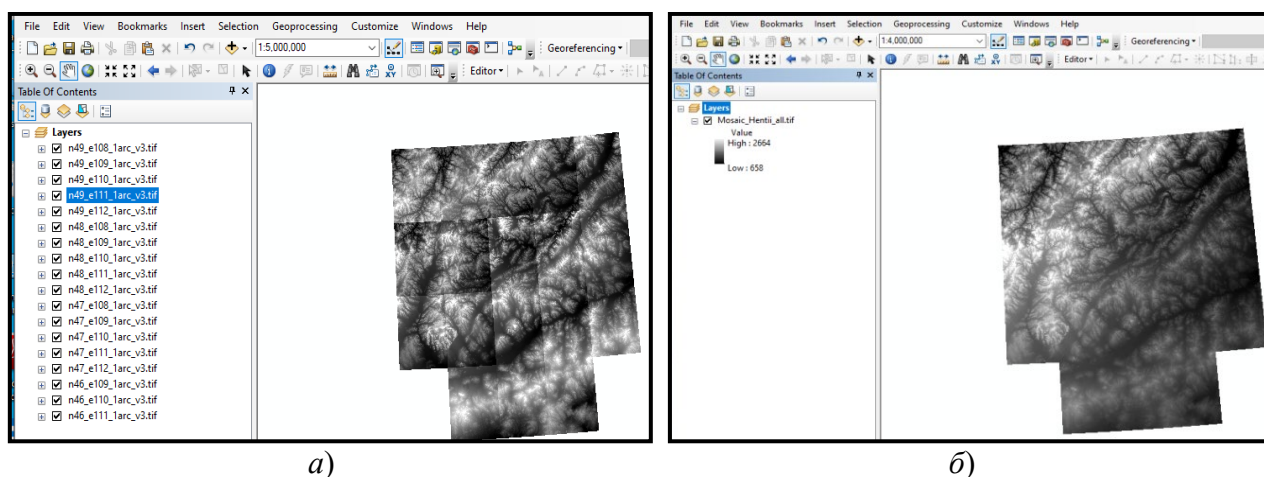 File Edit View Bookmarks Insert Selection Geoprocessing Customize Windows Help
1:5,000,000 Georeferencing
Editor
Table Of Contents
Layers
n49_e108_1arc_v3.tif
n49_e109_1arc_v3.tif
n49_e110_1arc_v3.tif
n49_e111_1arc_v3.tif
n49_e112_1arc_v3.tif
n48_e108_1arc_v3.tif
n48_e109_1arc_v3.tif
n48_e110_1arc_v3.tif
n48_e111_1arc_v3.tif
n48_e112_1arc_v3.tif
n47_e108_1arc_v3.tif
n47_e109_1arc_v3.tif
n47_e110_1arc_v3.tif
n47_e111_1arc_v3.tif
n47_e112_1arc_v3.tif
n46_e109_1arc_v3.tif
n46_e110_1arc_v3.tif
n46_e111_1arc_v3.tif
а)
File Edit View Bookmarks Insert Selection Geoprocessing Customize Windows Help
1:4,000,000 Georeferencing
Editor
Table Of Contents
Layers
Mosaic_Hentii_all.tif
Value
High : 2664
Low : 658
б)